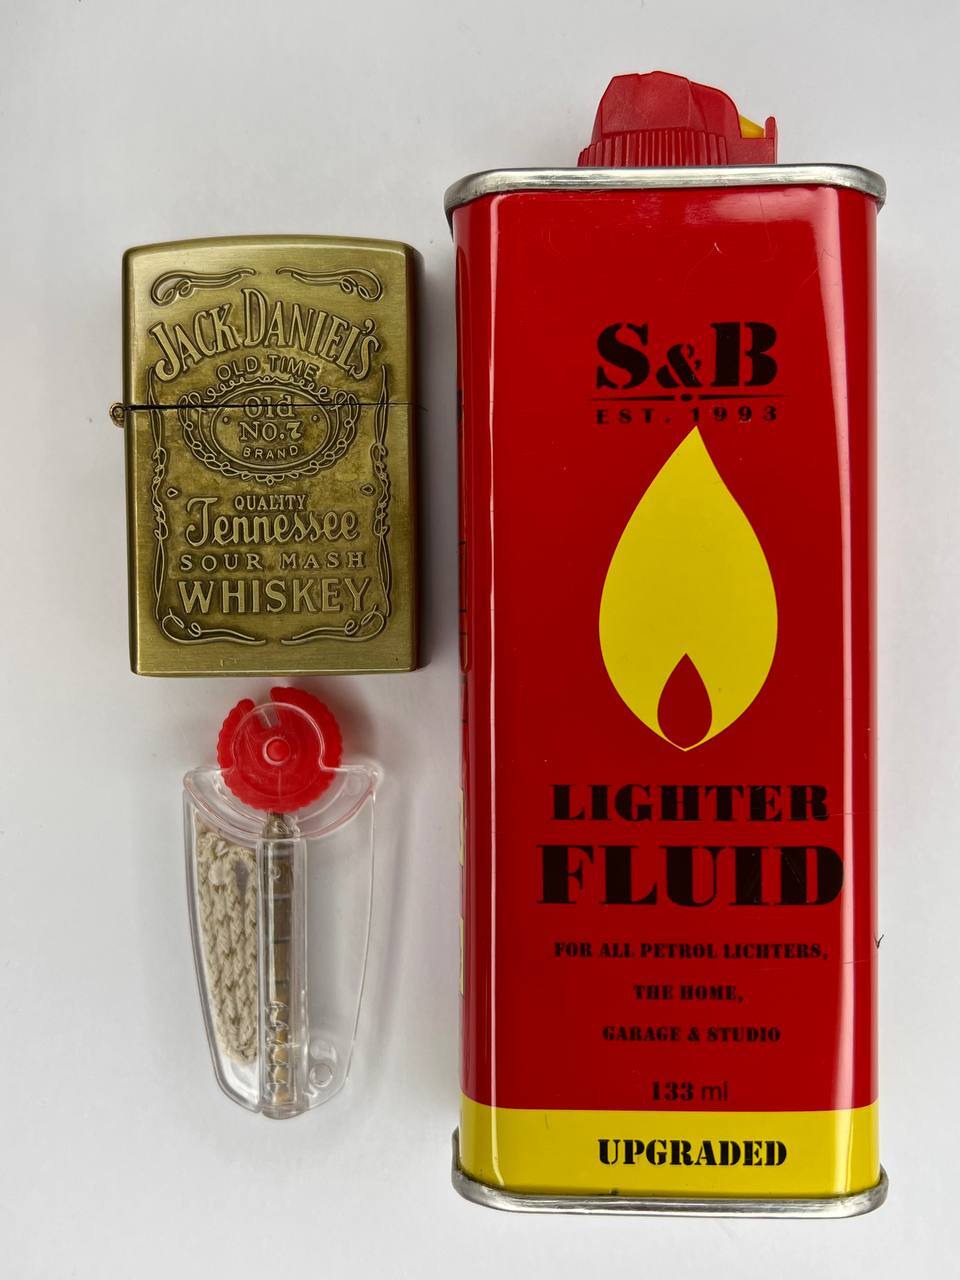 JACK DANIEL'S
OLD TIME
Old
NO.7
BRAND
QUALITY
Tennessee
SOUR MASH
WHISKEY
S&B
EST. 1993
LIGHTER
FLUID
FOR ALL PETROL LIGHTERS,
THE HOME,
GARAGE & STUDIO
133 ml
UPGRADED